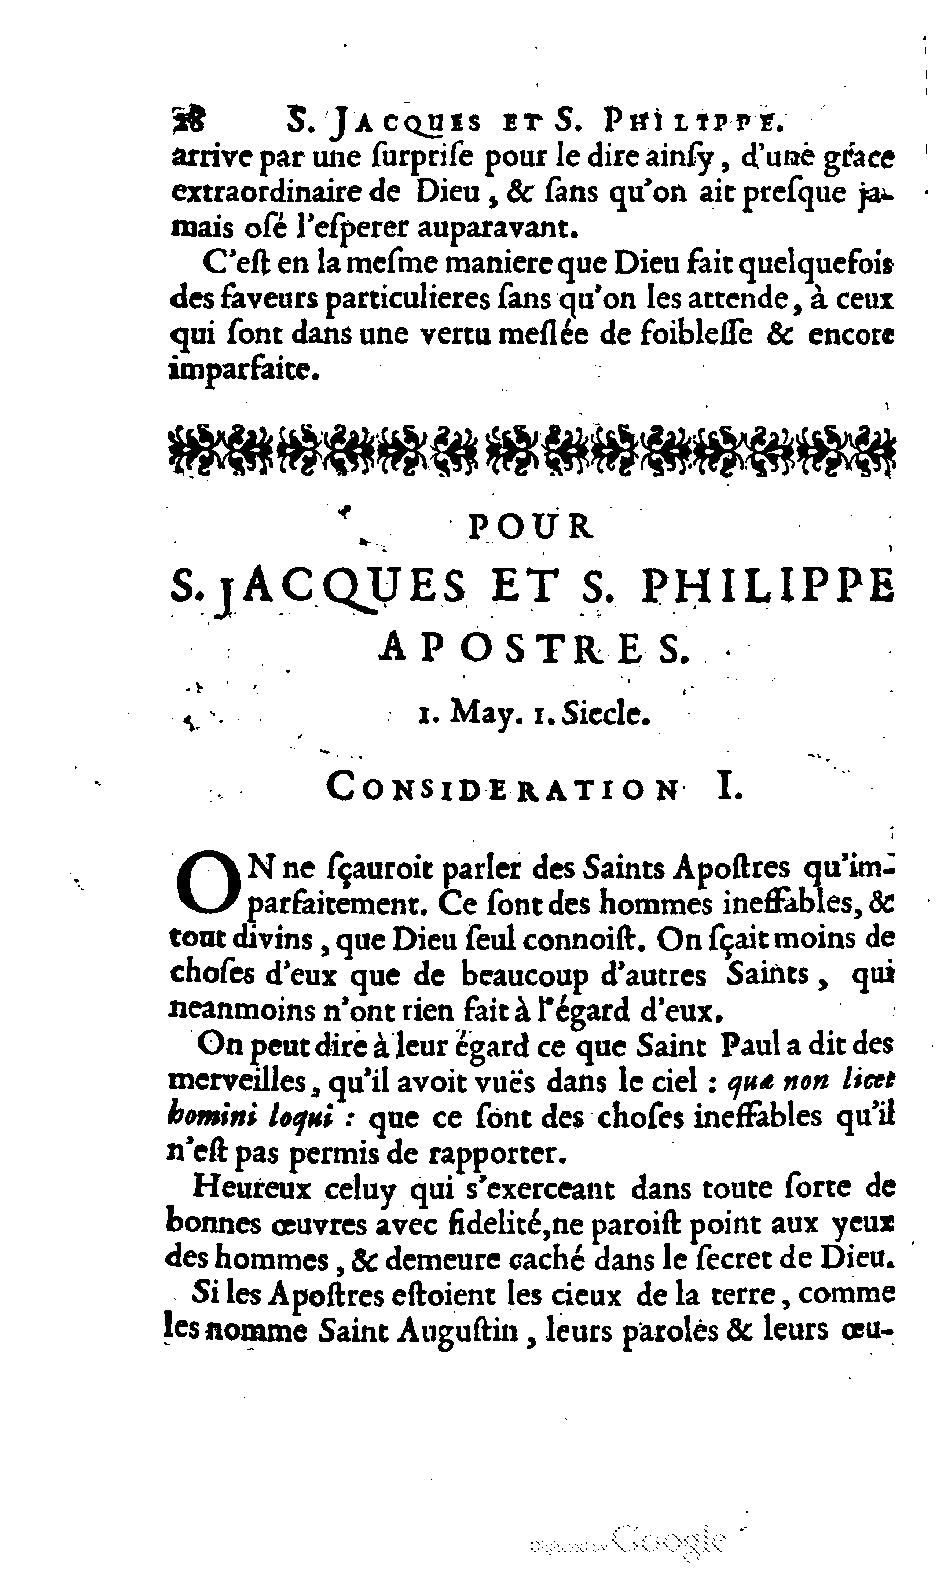 28 S. JACQUES ET S. PHILIPPE.
arrive par une ſurpriſe pour le dire ainſy, d'une grace
extraordinaire de Dieu, & ſans qu'on ait preſque ja-
mais oſé l'eſperer auparavant.
C'eſt en la meſme maniere que Dieu fait quelquefois
des faveurs particulieres ſans qu'on les attende, à ceux
qui ſont dans une vertu meſlée de foibleſſe & encore
imparfaite.
POUR
S. JACQUES ET S. PHILIPPE
APOSTRES.
1. May. 1. Siecle.
CONSIDERATION I.
ON ne ſçauroit parler des Saints Apoſtres qu'im-
parfaitement. Ce ſont des hommes ineffables, &
tout divins, que Dieu ſeul connoiſt. On ſçait moins de
choſes d'eux que de beaucoup d'autres Saints, qui
neanmoins n'ont rien fait à l'égard d'eux.
On peut dire à leur égard ce que Saint Paul a dit des
merveilles, qu'il avoit vuës dans le ciel : quæ non licet
homini loqui : que ce ſont des choſes ineffables qu'il
n'eſt pas permis de rapporter.
Heureux celuy qui s'exerceant dans toute ſorte de
bonnes œuvres avec fidelité, ne paroiſt point aux yeux
des hommes, & demeure caché dans le ſecret de Dieu.
Si les Apoſtres eſtoient les cieux de la terre, comme
les nomme Saint Auguſtin, leurs paroles & leurs œu-
Google